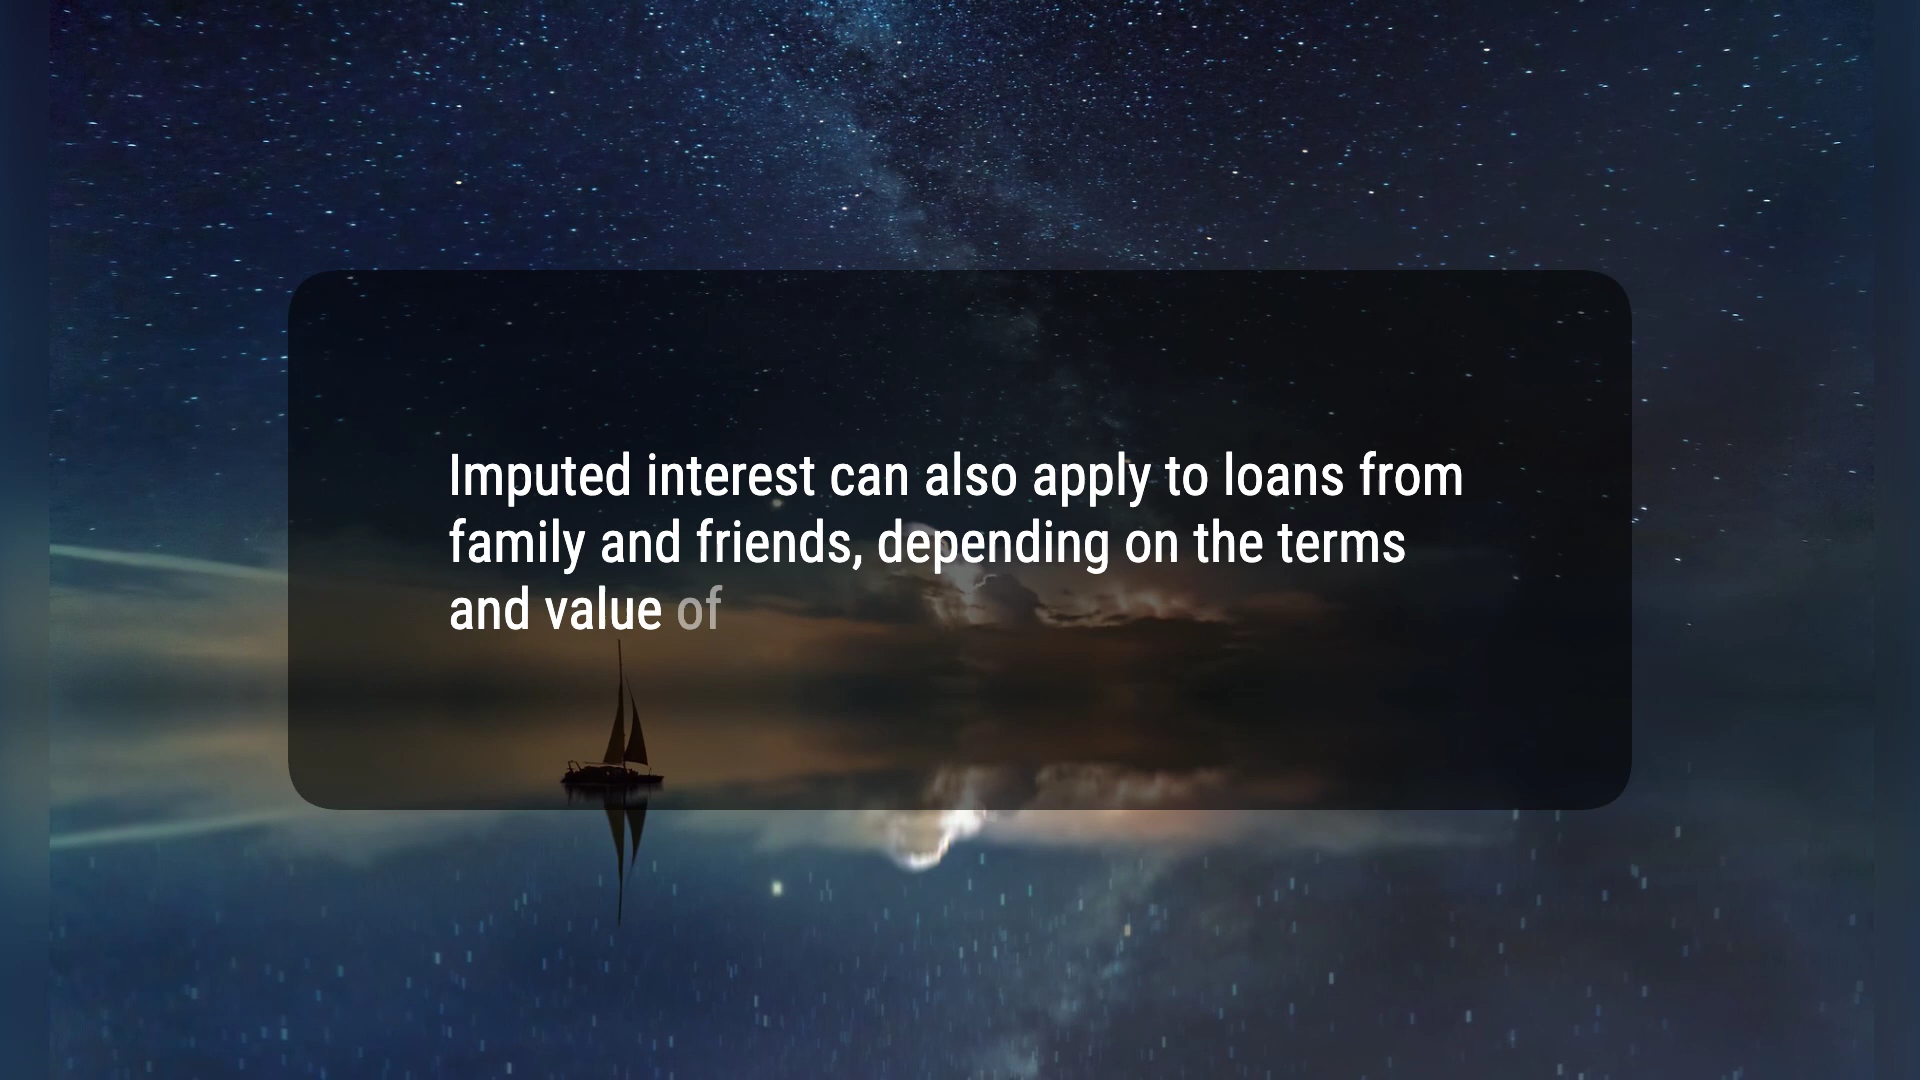 Imputed interest can also apply to loans from
family and friends, depending on the terms
and value of